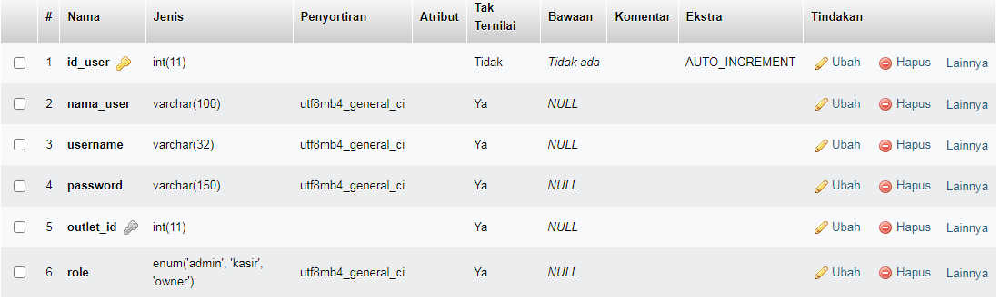 # Nama Jenis Penyortiran Atribut Tak Ternilai Bawaan Komentar Ekstra Tindakan
1 id_user int(11) Tidak Tidak ada AUTO_INCREMENT Ubah Hapus Lainnya
2 nama_user varchar(100) utf8mb4_general_ci Ya NULL Ubah Hapus Lainnya
3 username varchar(32) utf8mb4_general_ci Ya NULL Ubah Hapus Lainnya
4 password varchar(150) utf8mb4_general_ci Ya NULL Ubah Hapus Lainnya
5 outlet_id int(11) Ya NULL Ubah Hapus Lainnya
6 role enum('admin', 'kasir', 'owner') utf8mb4_general_ci Ya NULL Ubah Hapus Lainnya